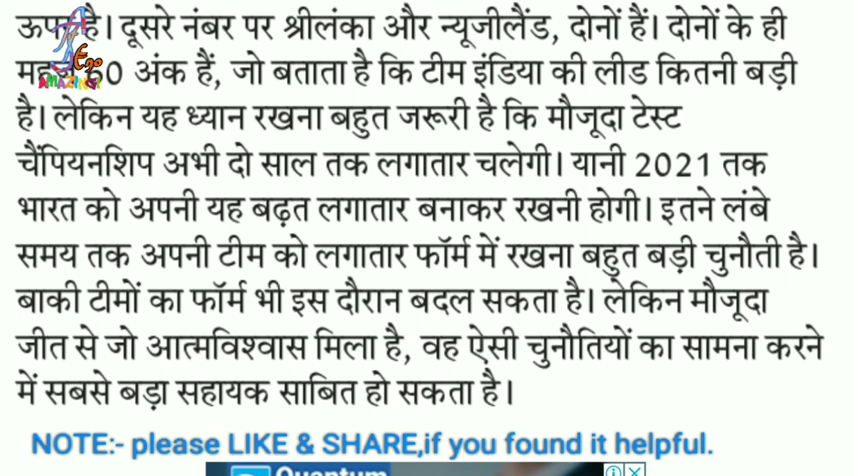 है। दूसरे नंबर पर श्रीलंका और न्यूजीलैंड, दोनों हैं। दोनों के ही
60 अंक हैं, जो बताता है कि टीम इंडिया की लीड कितनी बड़ी
है। लेकिन यह ध्यान रखना बहुत जरूरी है कि मौजूदा टेस्ट
चैंपियनशिप अभी दो साल तक लगातार चलेगी। यानी 2021 तक
भारत को अपनी यह बढ़त लगातार बनाकर रखनी होगी। इतने लंबे
समय तक अपनी टीम को लगातार फॉर्म में रखना बहुत बड़ी चुनौती है।
बाकी टीमों का फॉर्म भी इस दौरान बदल सकता है। लेकिन मौजूदा
जीत से जो आत्मविश्वास मिला है, वह ऐसी चुनौतियों का सामना करने
में सबसे बड़ा सहायक साबित हो सकता है।
NOTE:- please LIKE & SHARE,if you found it helpful.
Quantum